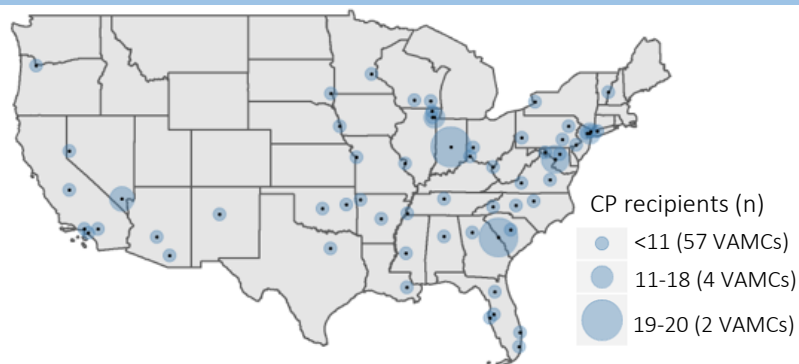 CP recipients (n)
<11 (57 VAMCs)
11-18 (4 VAMCs)
19-20 (2 VAMCs)